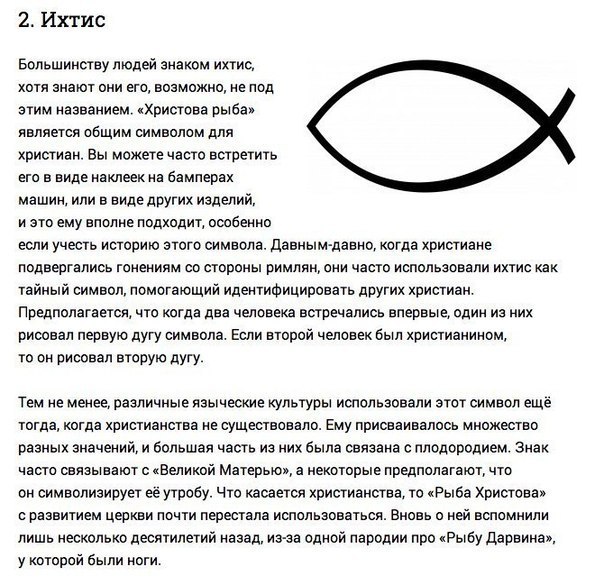 2. Ихтис
Большинству людей знаком ихтис,
хотя знают они его, возможно, не под
этим названием. «Христова рыба»
является общим символом для
христиан. Вы можете часто встретить
его в виде наклеек на бамперах
машин, или в виде других изделий,
и это ему вполне подходит, особенно
если учесть историю этого символа. Давным-давно, когда христиане
подвергались гонениям со стороны римлян, они часто использовали ихтис как
тайный символ, помогающий идентифицировать других христиан.
Предполагается, что когда два человека встречались впервые, один из них
рисовал первую дугу символа. Если второй человек был христианином,
то он рисовал вторую дугу.
Тем не менее, различные языческие культуры использовали этот символ ещё
тогда, когда христианства не существовало. Ему присваивалось множество
разных значений, и большая часть из них была связана с плодородием. Знак
часто связывают с «Великой Матерью», а некоторые предполагают, что
он символизирует её утробу. Что касается христианства, то «Рыба Христова»
с развитием церкви почти перестала использоваться. Вновь о ней вспомнили
лишь несколько десятилетий назад, из-за одной пародии про «Рыбу Дарвина»,
у которой были ноги.